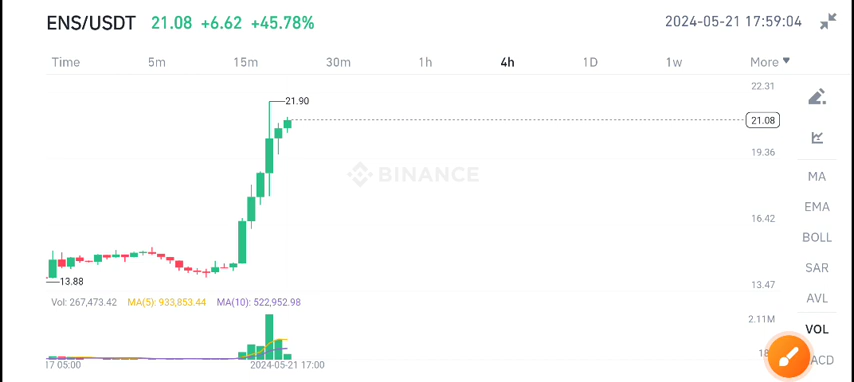 ENS/USDT 21.08 +6.62 +45.78% 2024-05-21 17:59:04
Time 5m 15m 30m 1h 4h 1D 1w More
22.31
21.90
21.08
19.36
BINANCE
MA
EMA
16.42
BOLL
SAR
13.88
13.47
AVL
Vol: 267,473.42 MA(5): 933,853.44 MA(10): 522,952.98
2.11M
VOL
17 05:00 2024-05-21 17:00